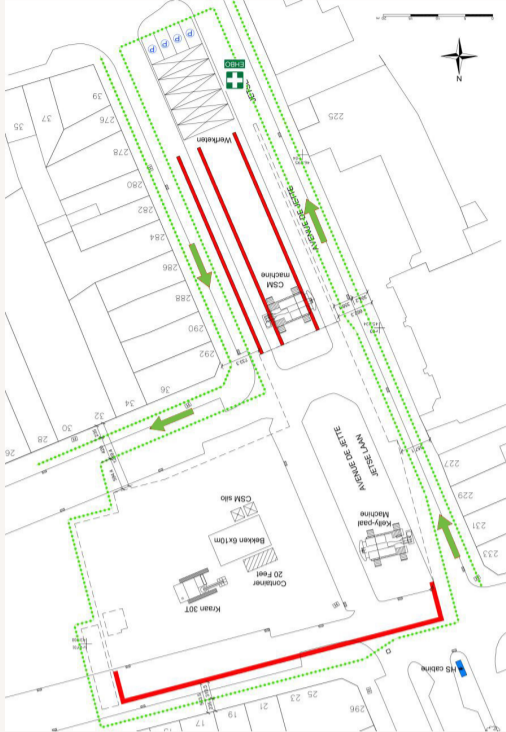 P P P P
EHBO
35
37
39
276
278
280
282
284
286
288
290
292
Werfketen
225
AVENUE DE JETTE
CSM
machine
N
36
34
32
30
28
26
JETSE LAAN
AVENUE DE JETTE
Kelly-paal
Machine
227
229
231
233
CSM silo
Bekken 6x10m
Container
20 Feet
Kraan 30T
HS cabine
17
19
21
23
25
296